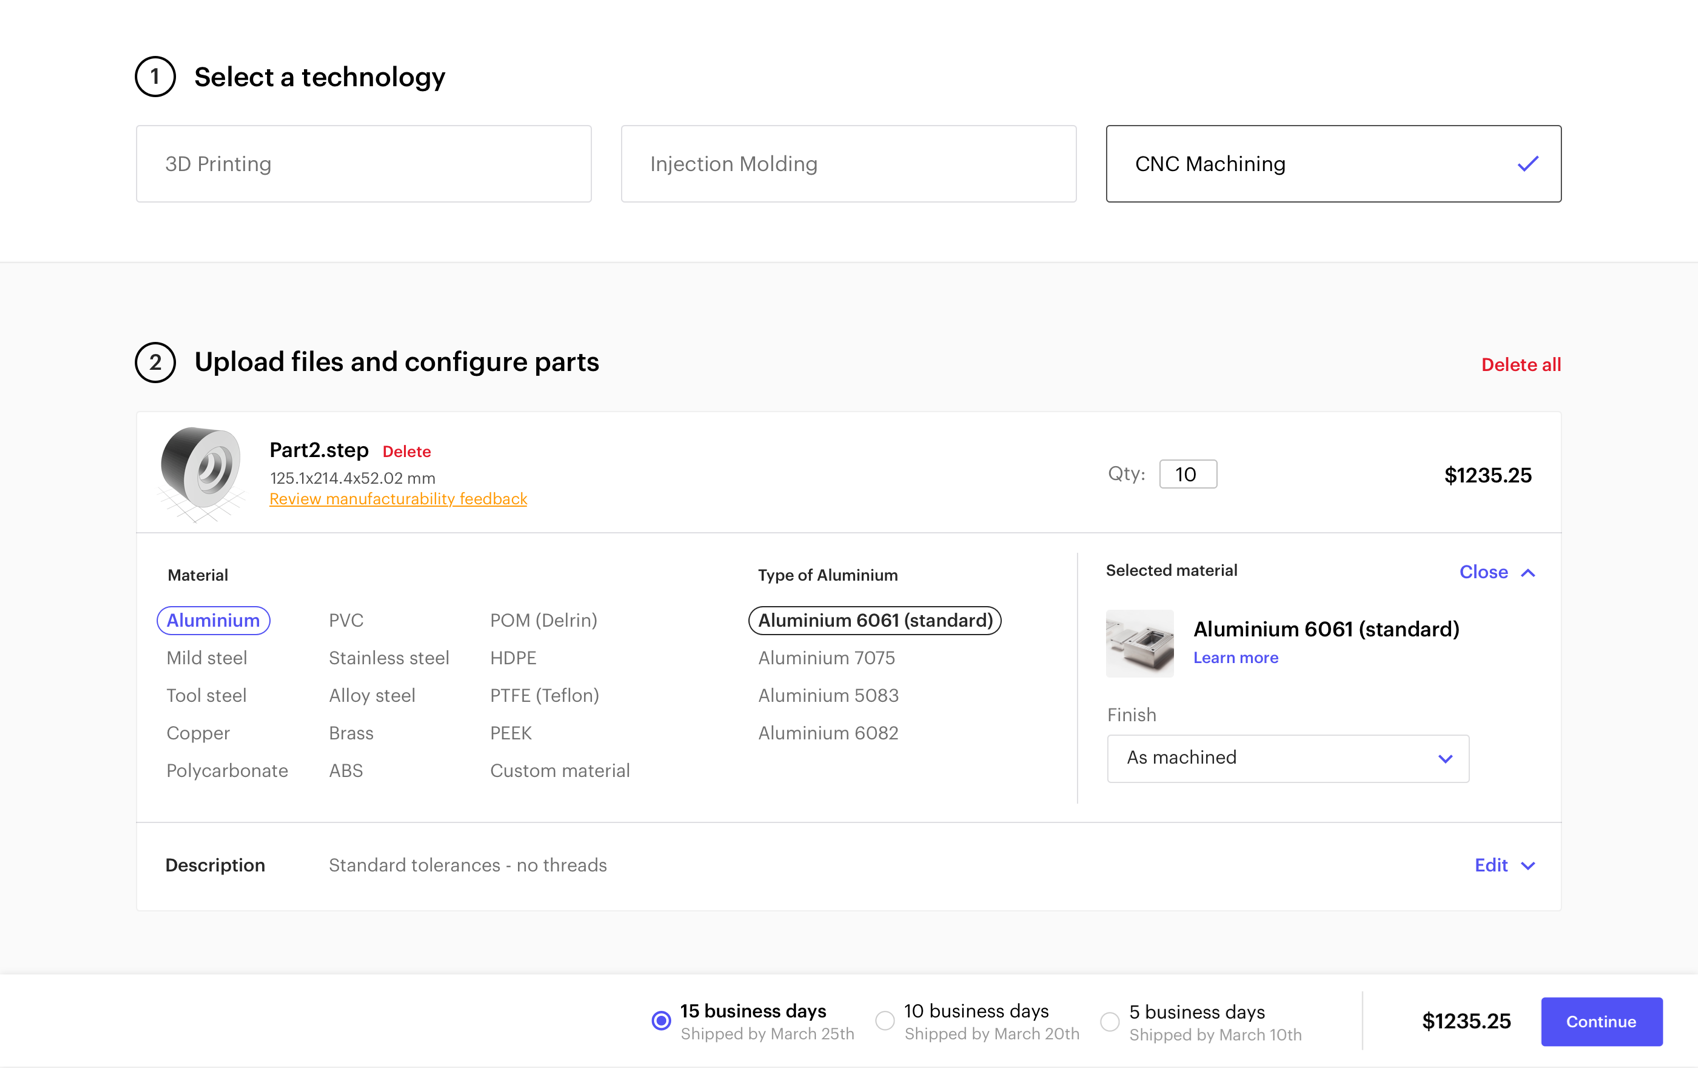 1 Select a technology
3D Printing
Injection Molding
CNC Machining
2 Upload files and configure parts
Delete all
Part2.step Delete
125.1x214.4x52.02 mm
Review manufacturability feedback
Qty: 10
$1235.25
Material
Aluminium PVC POM (Delrin)
Mild steel Stainless steel HDPE
Tool steel Alloy steel PTFE (Teflon)
Copper Brass PEEK
Polycarbonate ABS Custom material
Type of Aluminium
Aluminium 6061 (standard)
Aluminium 7075
Aluminium 5083
Aluminium 6082
Selected material
Close
Aluminium 6061 (standard)
Learn more
Finish
As machined
Description Standard tolerances - no threads
Edit
15 business days
Shipped by March 25th
10 business days
Shipped by March 20th
5 business days
Shipped by March 10th
$1235.25
Continue